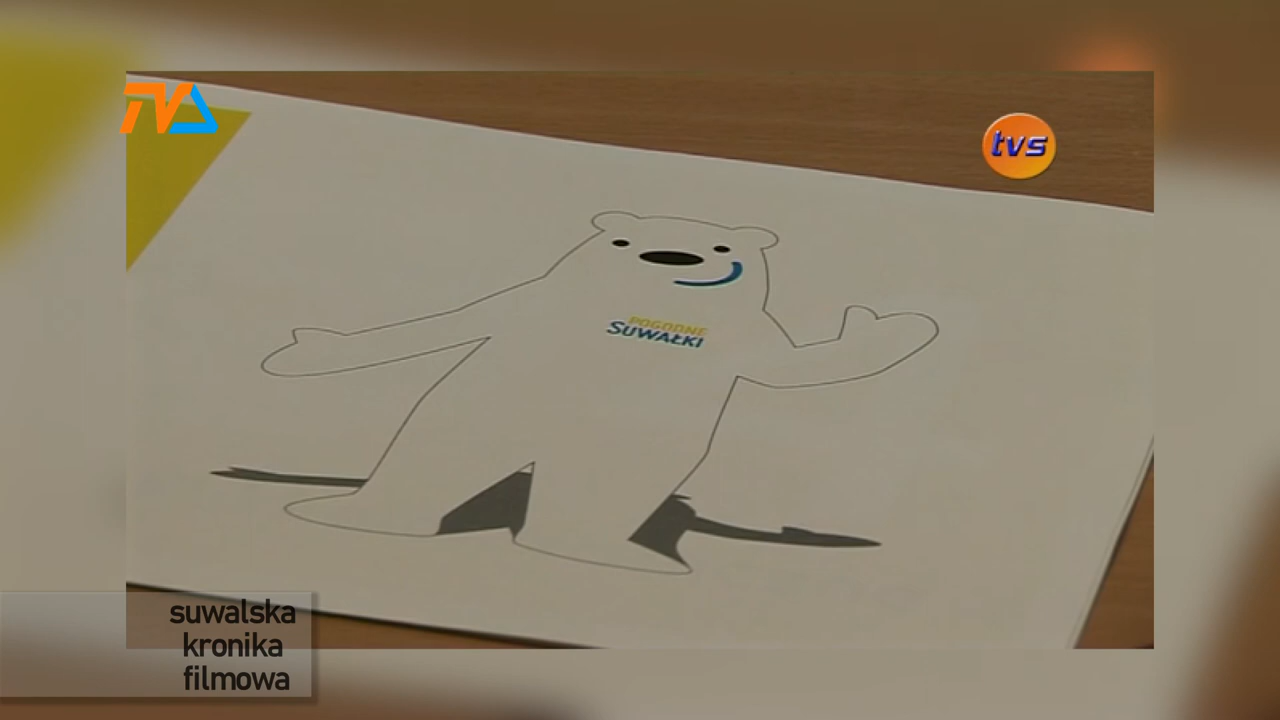 TVS
tvs
POGODNE
SUWAŁKI
suwalska
kronika
filmowa